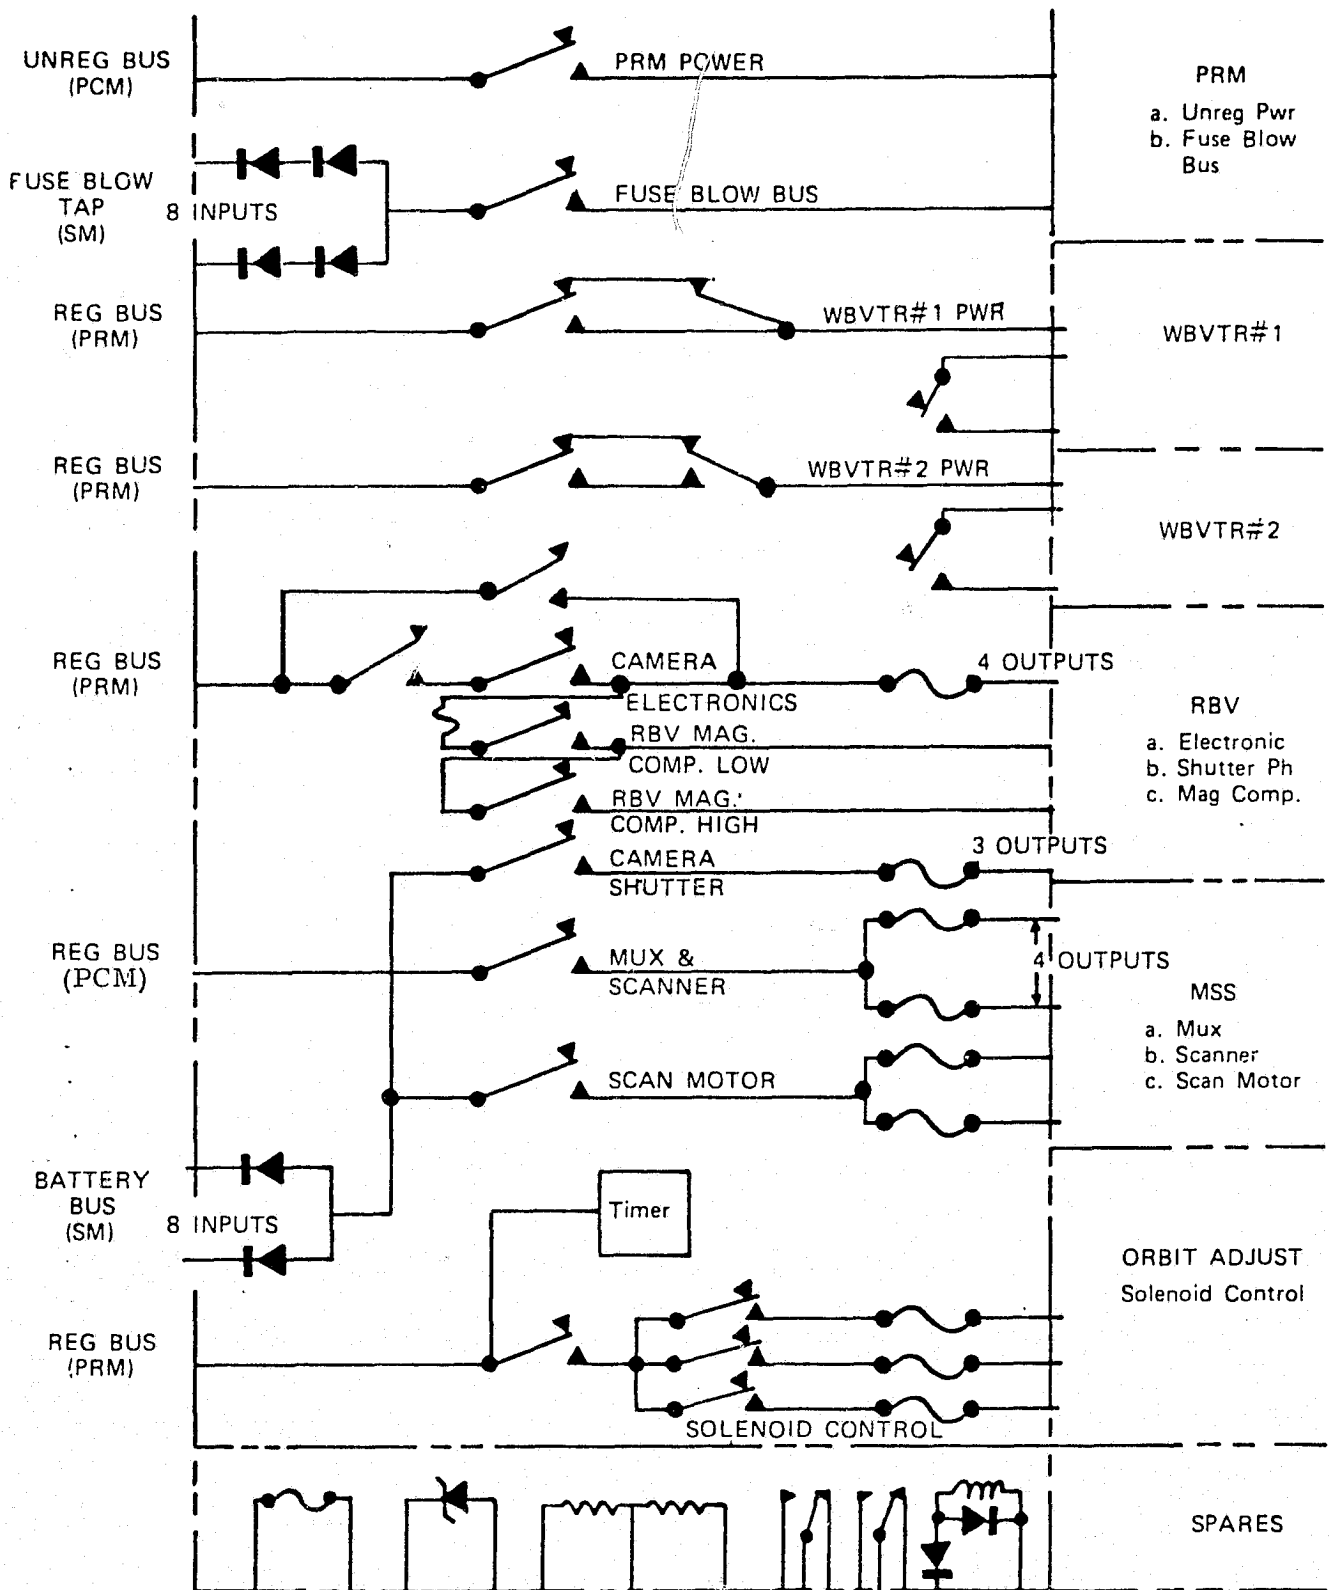 UNREG BUS
(PCM)
PRM POWER
PRM
a. Unreg Pwr
b. Fuse Blow
Bus
FUSE BLOW
TAP
(SM)
8 INPUTS
FUSE BLOW BUS
REG BUS
(PRM)
WBVTR#1 PWR
WBVTR#1
REG BUS
(PRM)
WBVTR#2 PWR
WBVTR#2
REG BUS
(PRM)
CAMERA
ELECTRONICS
4 OUTPUTS
RBV MAG.
COMP. LOW
RBV MAG.
COMP. HIGH
RBV
a. Electronic
b. Shutter Ph
c. Mag Comp.
CAMERA
SHUTTER
3 OUTPUTS
REG BUS
(PCM)
MUX &
SCANNER
4 OUTPUTS
MSS
a. Mux
b. Scanner
c. Scan Motor
SCAN MOTOR
BATTERY
BUS
(SM)
8 INPUTS
Timer
ORBIT ADJUST
Solenoid Control
REG BUS
(PRM)
SOLENOID CONTROL
SPARES